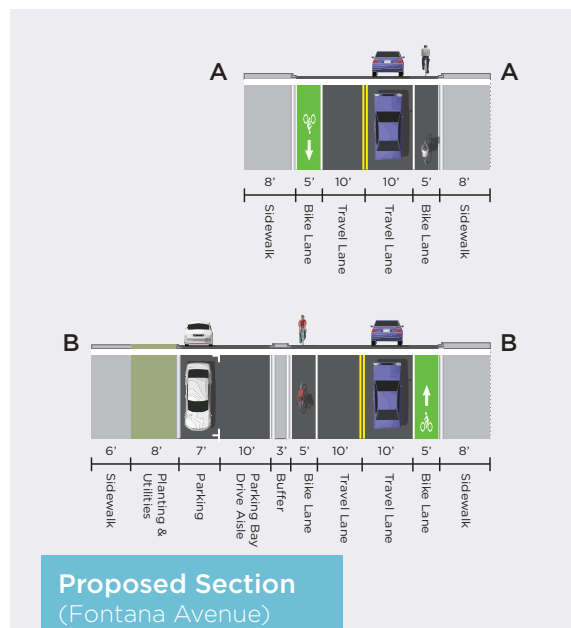 A A
8' 5' 10' 10' 5' 8'
Sidewalk
Bike Lane
Travel Lane
Travel Lane
Bike Lane
Sidewalk
B B
6' 8' 7' 10' 3' 5' 10' 10' 5' 8'
Sidewalk
Planting &
Utilities
Parking
Parking Bay
Drive Aisle
Buffer
Bike Lane
Travel Lane
Travel Lane
Bike Lane
Sidewalk
Proposed Section
(Fontana Avenue)